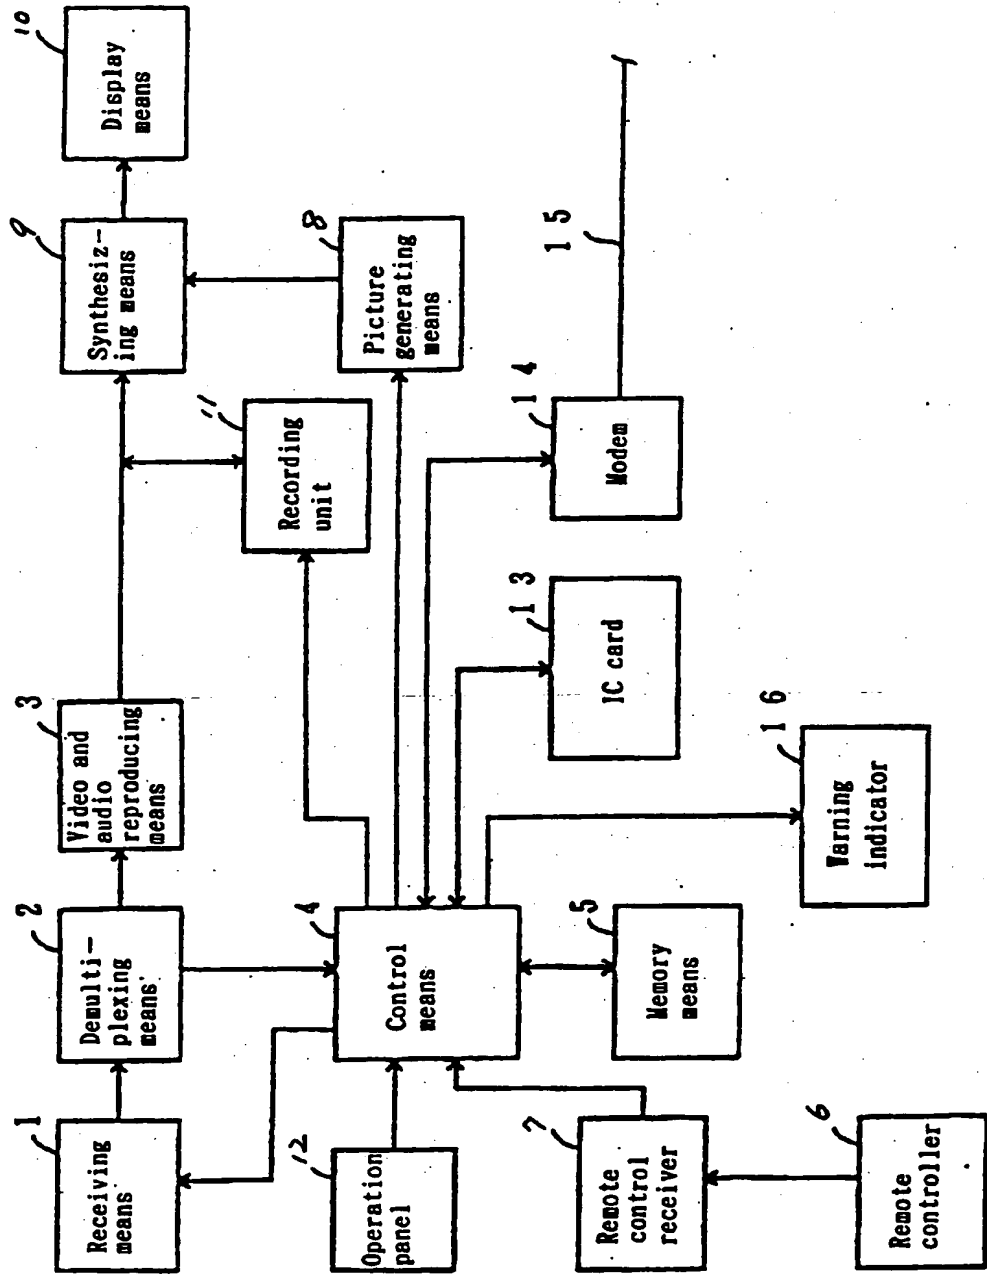 1
Receiving
means
2
Demulti-
plexing
means
3
Video and
audio
reproducing
means
9
Synthesiz-
ing means
10
Display
means
11
Recording
unit
8
Picture
generating
means
12
Operation
panel
4
Control
means
14
Modem
15
13
IC card
7
Remote
control
receiver
5
Memory
means
16
Warning
indicator
6
Remote
controller